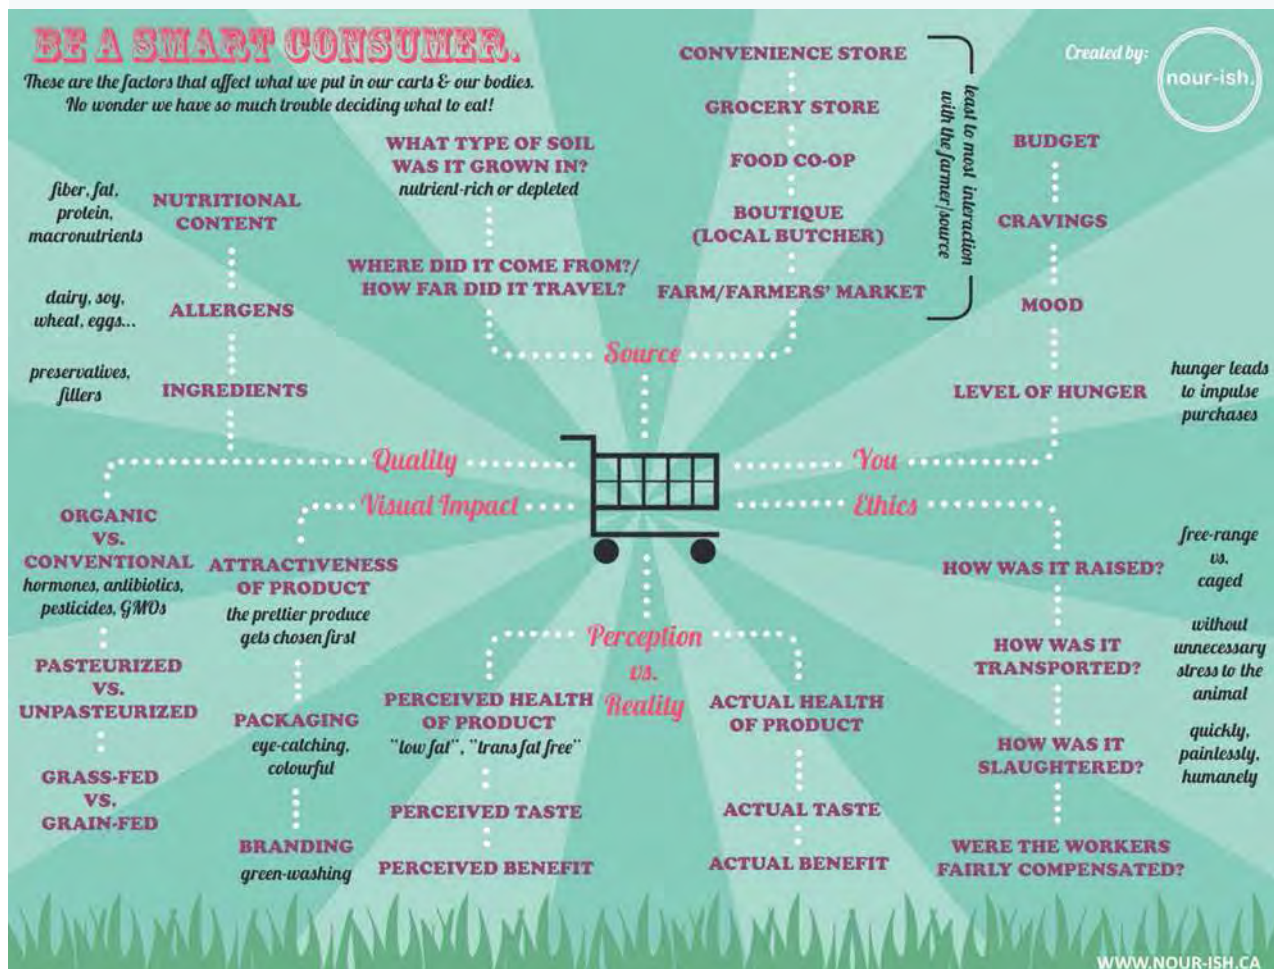 BE A SMART CONSUMER.
These are the factors that affect what we put in our carts & our bodies.
No wonder we have so much trouble deciding what to eat!
Created by:
nour-ish.
CONVENIENCE STORE
GROCERY STORE
FOOD CO-OP
BOUTIQUE
(LOCAL BUTCHER)
FARM/FARMERS' MARKET
least to most interaction
with the farmer/source
WHAT TYPE OF SOIL
WAS IT GROWN IN?
nutrient-rich or depleted
WHERE DID IT COME FROM?/
HOW FAR DID IT TRAVEL?
Source
fiber, fat,
protein,
macronutrients
NUTRITIONAL
CONTENT
dairy, soy,
wheat, eggs...
ALLERGENS
preservatives,
fillers
INGREDIENTS
Quality
BUDGET
CRAVINGS
MOOD
LEVEL OF HUNGER
hunger leads
to impulse
purchases
You
ORGANIC
VS.
CONVENTIONAL
hormones, antibiotics,
pesticides, GMOs
PASTEURIZED
VS.
UNPASTEURIZED
GRASS-FED
VS.
GRAIN-FED
Visual Impact
ATTRACTIVENESS
OF PRODUCT
the prettier produce
gets chosen first
PACKAGING
eye-catching,
colourful
BRANDING
green-washing
Perception
vs.
Reality
PERCEIVED HEALTH
OF PRODUCT
"low fat", "trans fat free"
PERCEIVED TASTE
PERCEIVED BENEFIT
ACTUAL HEALTH
OF PRODUCT
ACTUAL TASTE
ACTUAL BENEFIT
Ethics
HOW WAS IT RAISED?
free-range
vs.
caged
HOW WAS IT
TRANSPORTED?
without
unnecessary
stress to the
animal
HOW WAS IT
SLAUGHTERED?
quickly,
painlessly,
humanely
WERE THE WORKERS
FAIRLY COMPENSATED?
WWW.NOUR-ISH.CA